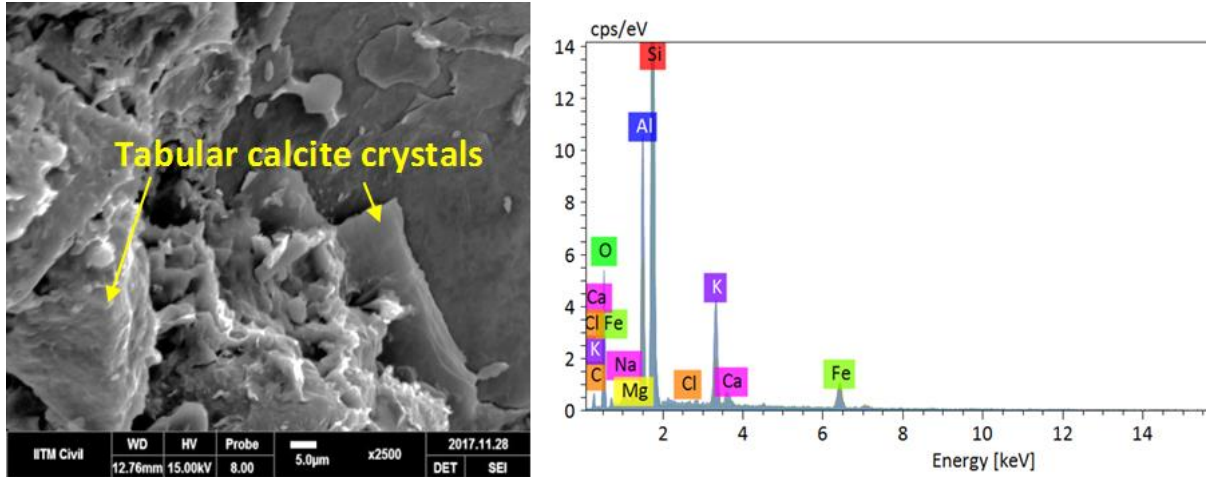 Tabular calcite crystals
IITM Civil
WD
12.76mm
HV
15.00kV
Probe
8.00
5.0µm
x2500
2017.11.28
DET
SEI
cps/eV
14
12
10
8
6
4
2
0
Si
Al
O
Ca
Cl Fe
K
C
Na
Mg
Cl
K
Ca
Fe
2 4 6 8 10 12 14
Energy [keV]